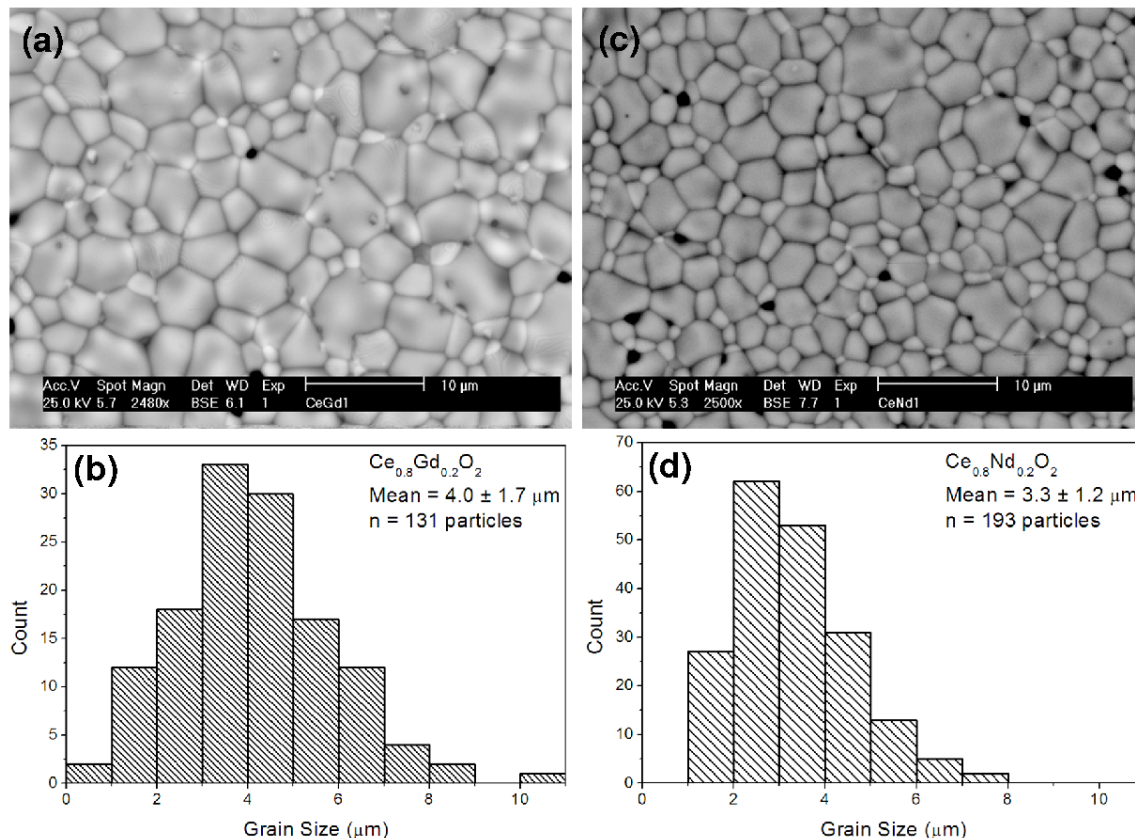 (a)
Acc.V Spot Magn Det WD Exp 10 µm
25.0 kV 5.7 2480x BSE 6.1 1 CeGd1
(c)
Acc.V Spot Magn Det WD Exp 10 µm
25.0 kV 5.3 2500x BSE 7.7 1 CeNd1
(b)
Ce0.8Gd0.2O2
Mean = 4.0 ± 1.7 µm
n = 131 particles
35
30
25
20
15
10
5
0
Count
0 2 4 6 8 10
Grain Size (µm)
(d)
Ce0.8Nd0.2O2
Mean = 3.3 ± 1.2 µm
n = 193 particles
70
60
50
40
30
20
10
0
Count
0 2 4 6 8 10
Grain Size (µm)